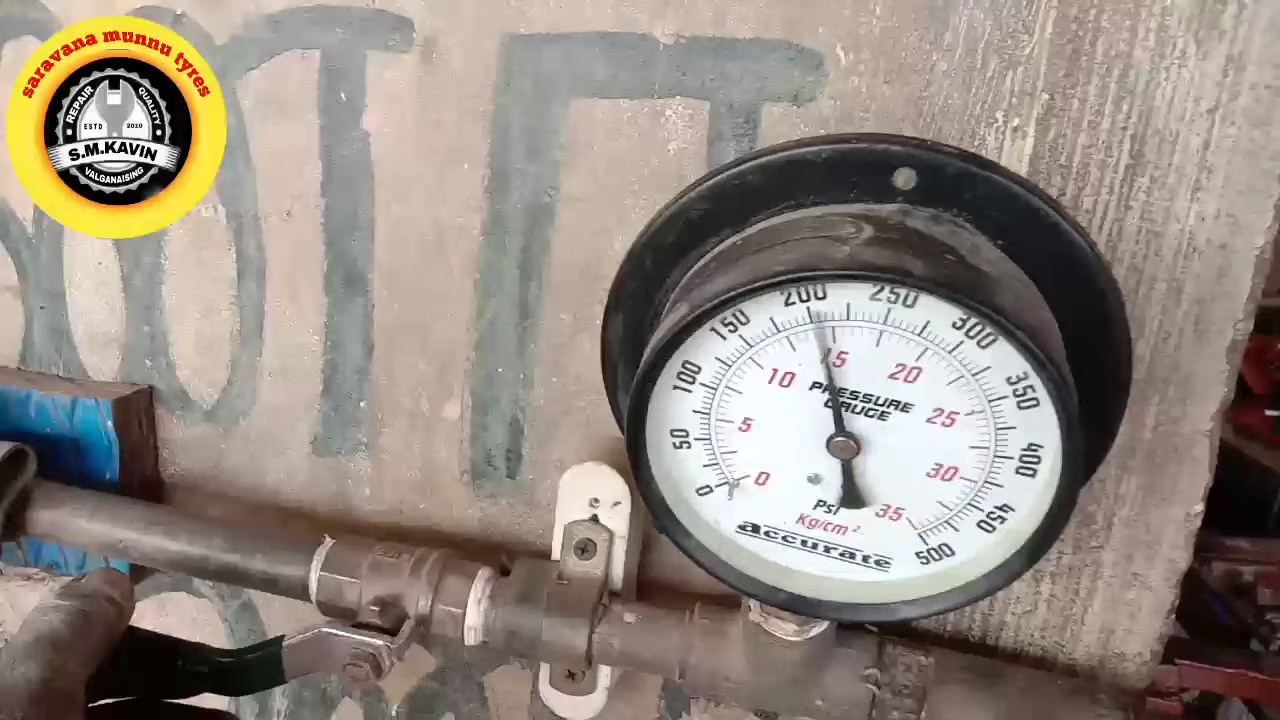 saravana munnu tyres
REPAIR
QUALITY
ESTD 2010
S.M.KAVIN
VALGANAISING
0 50 100 150 200 250 300 350 400 450 500
0 5 10 15 20 25 30 35
PRESSURE
GAUGE
Psi
Kg/cm²
accurate